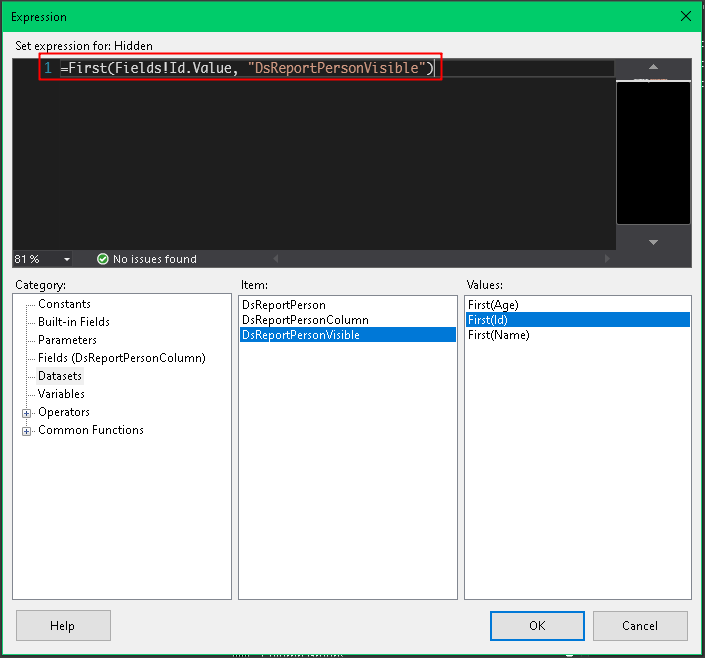 Expression
Set expression for: Hidden
1 =First(Fields!Id.Value, "DsReportPersonVisible")
81 %
No issues found
Category:
Item:
Values:
Constants
Built-in Fields
Parameters
Fields (DsReportPersonColumn)
Datasets
Variables
Operators
Common Functions
DsReportPerson
DsReportPersonColumn
DsReportPersonVisible
First(Age)
First(Id)
First(Name)
Help
OK
Cancel